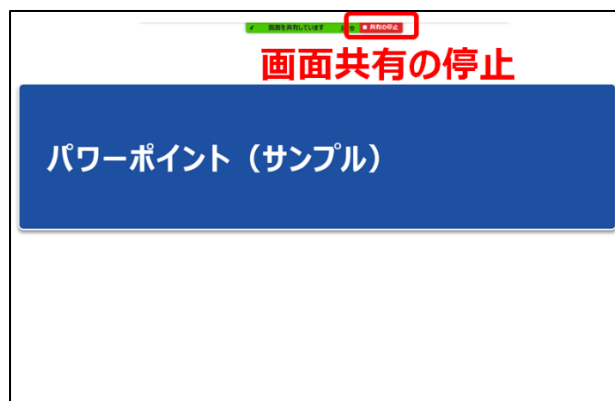 画面を共有しています
■ 共有の停止
画面共有の停止
パワーポイント（サンプル）